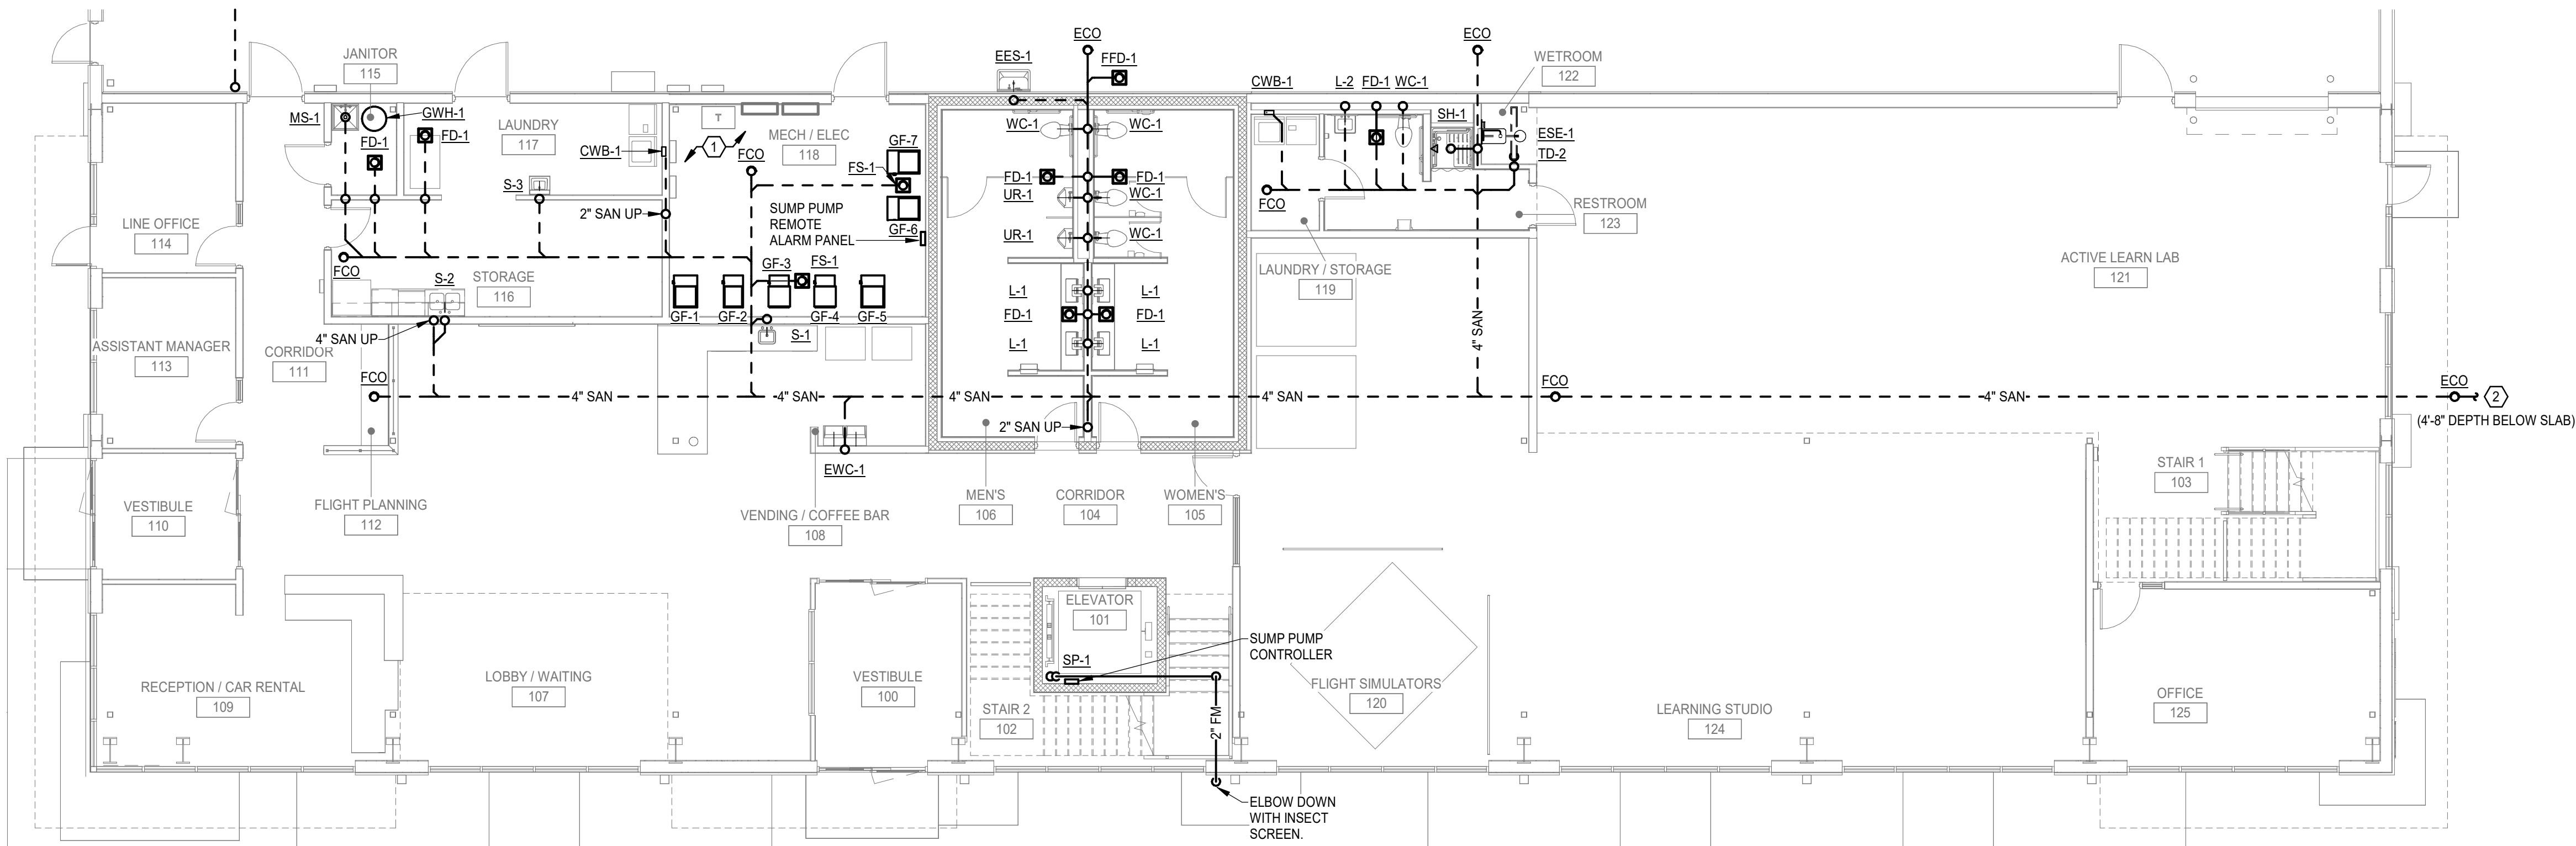 ECO
ECO
JANITOR
115
EES-1
FFD-1
WETROOM
122
CWB-1
L-2
FD-1
WC-1
MS-1
GWH-1
LAUNDRY
117
T
MECH / ELEC
118
WC-1
WC-1
SH-1
ESE-1
FD-1
FD-1
CWB-1
1
FCO
GF-7
TD-2
FS-1
S-3
FD-1
FD-1
UR-1
WC-1
2" SAN UP
SUMP PUMP
REMOTE
ALARM PANEL
FCO
RESTROOM
123
LINE OFFICE
114
GF-6
UR-1
WC-1
FCO
STORAGE
116
S-2
GF-3
FS-1
LAUNDRY / STORAGE
119
ACTIVE LEARN LAB
121
L-1
L-1
GF-1
GF-2
GF-4
GF-5
FD-1
FD-1
4" SAN UP
S-1
4" SAN
ASSISTANT MANAGER
113
CORRIDOR
111
L-1
L-1
FCO
FCO
ECO
4" SAN
4" SAN
4" SAN
4" SAN
4" SAN
2
(4'-8" DEPTH BELOW SLAB)
2" SAN UP
EWC-1
STAIR 1
103
VESTIBULE
110
FLIGHT PLANNING
112
VENDING / COFFEE BAR
108
MEN'S
106
CORRIDOR
104
WOMEN'S
105
ELEVATOR
101
SUMP PUMP
CONTROLLER
SP-1
RECEPTION / CAR RENTAL
109
LOBBY / WAITING
107
VESTIBULE
100
FLIGHT SIMULATORS
120
OFFICE
125
STAIR 2
102
2" FM
LEARNING STUDIO
124
ELBOW DOWN
WITH INSECT
SCREEN.